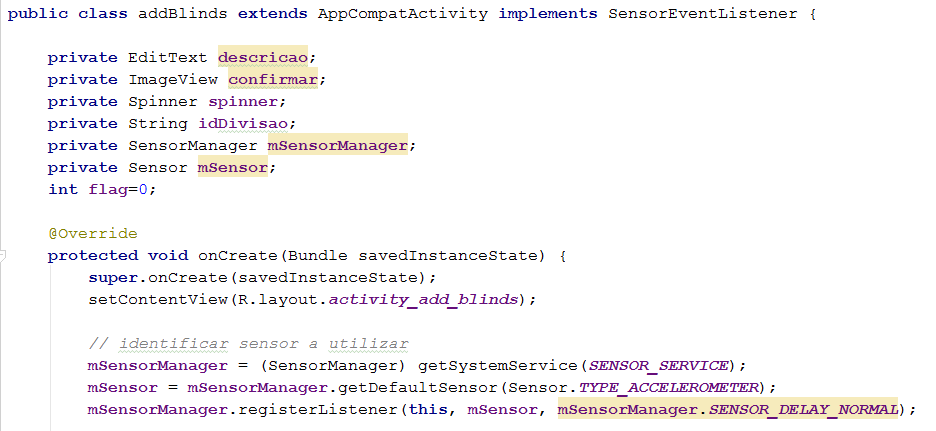 public class addBlinds extends AppCompatActivity implements SensorEventListener {
private EditText descricao;
private ImageView confirmar;
private Spinner spinner;
private String idDivisao;
private SensorManager mSensorManager;
private Sensor mSensor;
int flag=0;
@Override
protected void onCreate(Bundle savedInstanceState) {
super.onCreate(savedInstanceState);
setContentView(R.layout.activity_add_blinds);
// identificar sensor a utilizar
mSensorManager = (SensorManager) getSystemService(SENSOR_SERVICE);
mSensor = mSensorManager.getDefaultSensor(Sensor.TYPE_ACCELEROMETER);
mSensorManager.registerListener(this, mSensor, mSensorManager.SENSOR_DELAY_NORMAL);